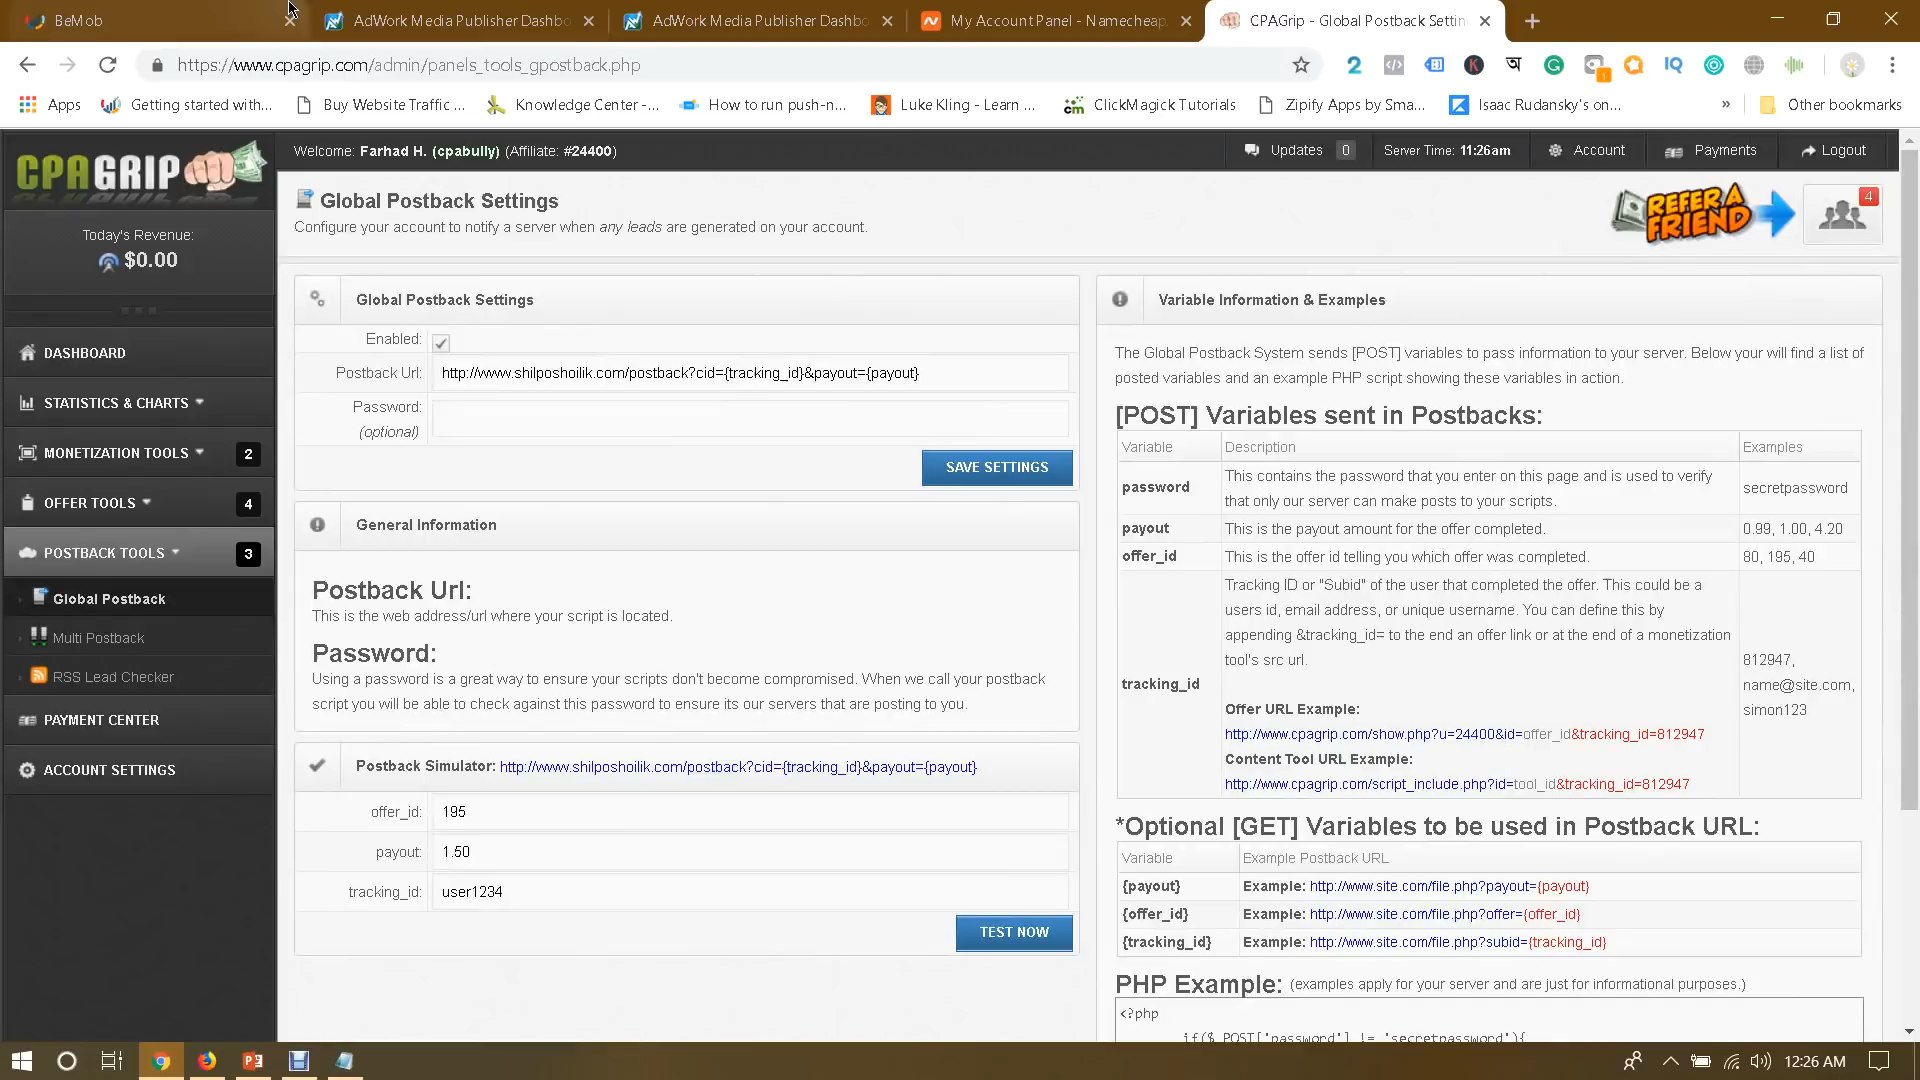 BeMob
AdWork Media Publisher Dashbo
AdWork Media Publisher Dashbo
My Account Panel - Namecheap
CPAGrip - Global Postback Settin
https://www.cpagrip.com/admin/panels_tools_gpostback.php
Apps
Getting started with...
Buy Website Traffic ...
Knowledge Center -...
How to run push-n...
Luke Kling - Learn ...
ClickMagick Tutorials
Zipify Apps by Sma...
Isaac Rudansky's on...
Other bookmarks
CPAGRIP
Welcome: Farhad H. (cpabully) (Affiliate: #24400)
Updates 0
Server Time: 11:26am
Account
Payments
Logout
Today's Revenue:
$0.00
DASHBOARD
STATISTICS & CHARTS
MONETIZATION TOOLS 2
OFFER TOOLS 4
POSTBACK TOOLS 3
Global Postback
Multi Postback
RSS Lead Checker
PAYMENT CENTER
ACCOUNT SETTINGS
Global Postback Settings
Configure your account to notify a server when any leads are generated on your account.
REFER A FRIEND
4
Global Postback Settings
Enabled:
Postback Url: http://www.shilposhoilik.com/postback?cid={tracking_id}&payout={payout}
Password:
(optional)
SAVE SETTINGS
General Information
Postback Url:
This is the web address/url where your script is located.
Password:
Using a password is a great way to ensure your scripts don't become compromised. When we call your postback
script you will be able to check against this password to ensure its our servers that are posting to you.
Postback Simulator: http://www.shilposhoilik.com/postback?cid={tracking_id}&payout={payout}
offer_id: 195
payout: 1.50
tracking_id: user1234
TEST NOW
Variable Information & Examples
The Global Postback System sends [POST] variables to pass information to your server. Below your will find a list of
posted variables and an example PHP script showing these variables in action.
[POST] Variables sent in Postbacks:
Variable Description Examples
password This contains the password that you enter on this page and is used to verify
that only our server can make posts to your scripts. secretpassword
payout This is the payout amount for the offer completed. 0.99, 1.00, 4.20
offer_id This is the offer id telling you which offer was completed. 80, 195, 40
tracking_id Tracking ID or "Subid" of the user that completed the offer. This could be a
users id, email address, or unique username. You can define this by
appending &tracking_id= to the end an offer link or at the end of a monetization
tool's src url.
812947,
name@site.com,
simon123
Offer URL Example:
http://www.cpagrip.com/show.php?u=24400&id=offer_id&tracking_id=812947
Content Tool URL Example:
http://www.cpagrip.com/script_include.php?id=tool_id&tracking_id=812947
*Optional [GET] Variables to be used in Postback URL:
Variable Example Postback URL
{payout} Example: http://www.site.com/file.php?payout={payout}
{offer_id} Example: http://www.site.com/file.php?offer={offer_id}
{tracking_id} Example: http://www.site.com/file.php?subid={tracking_id}
PHP Example: (examples apply for your server and are just for informational purposes.)
<?php
if($_POST['password'] != 'secretpassword'){
12:26 AM